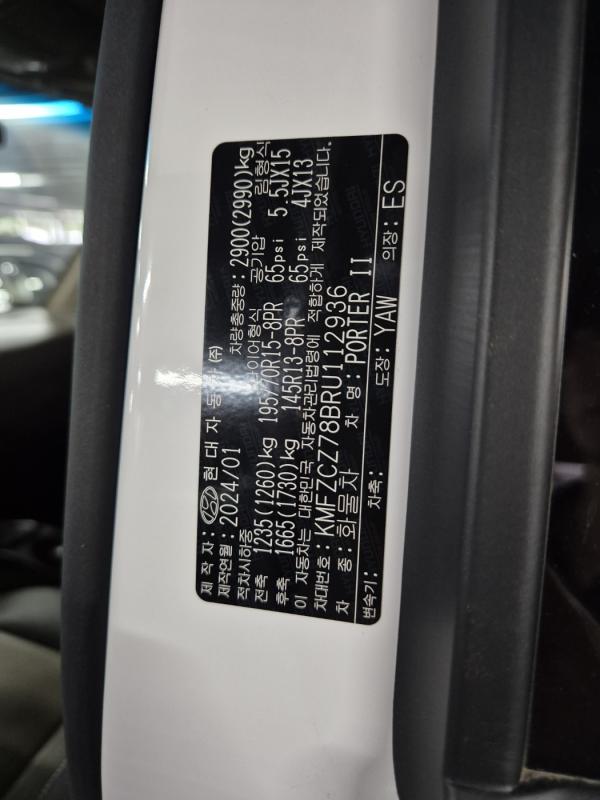 제 작 자: 현 대 자 동 차 (주)
제작연월: 2024/01 차량총중량: 2900(2990)kg
적차시하중 타이어형식 공기압 림형식
전축 1235(1260)kg 195/70R15-8PR 65psi 5.5JX15
후축 1665(1730)kg 145R13-8PR 65psi 4JX13
이 자동차는 대한민국 자동차관리법령에 적합하게 제작되었음.
차대번호: KMFZCZ78BRU112936
차 종: 화물차 차 명: PORTER II
변속기: 차축: 도장: YAW 의장: ES